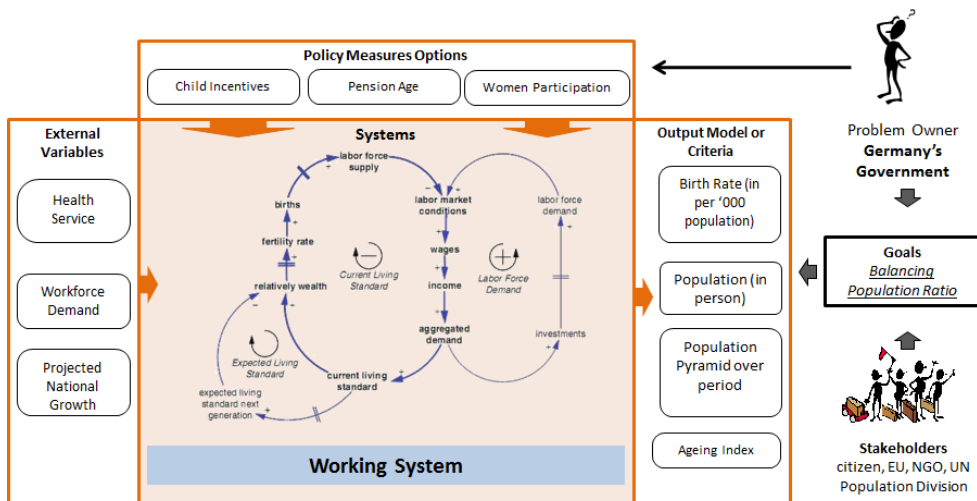 Policy Measures Options
Child Incentives
Pension Age
Women Participation
External
Variables
Health
Service
Workforce
Demand
Projected
National
Growth
Systems
labor force
supply
+
births
+
fertility rate
+
relatively wealth
+
-
Current Living
Standard
−
Expected Living
Standard
expected living
standard next
generation
+
current living
standard
+
labor market
conditions
−
+
wages
+
income
+
aggregated
demand
+
Labor Force
Demand
+
labor force
demand
+
investments
+
Working System
Output Model or
Criteria
Birth Rate (in
per ‘000
population)
Population (in
person)
Population
Pyramid over
period
Ageing Index
Problem Owner
Germany’s
Government
Goals
Balancing
Population Ratio
Stakeholders
citizen, EU, NGO, UN
Population Division